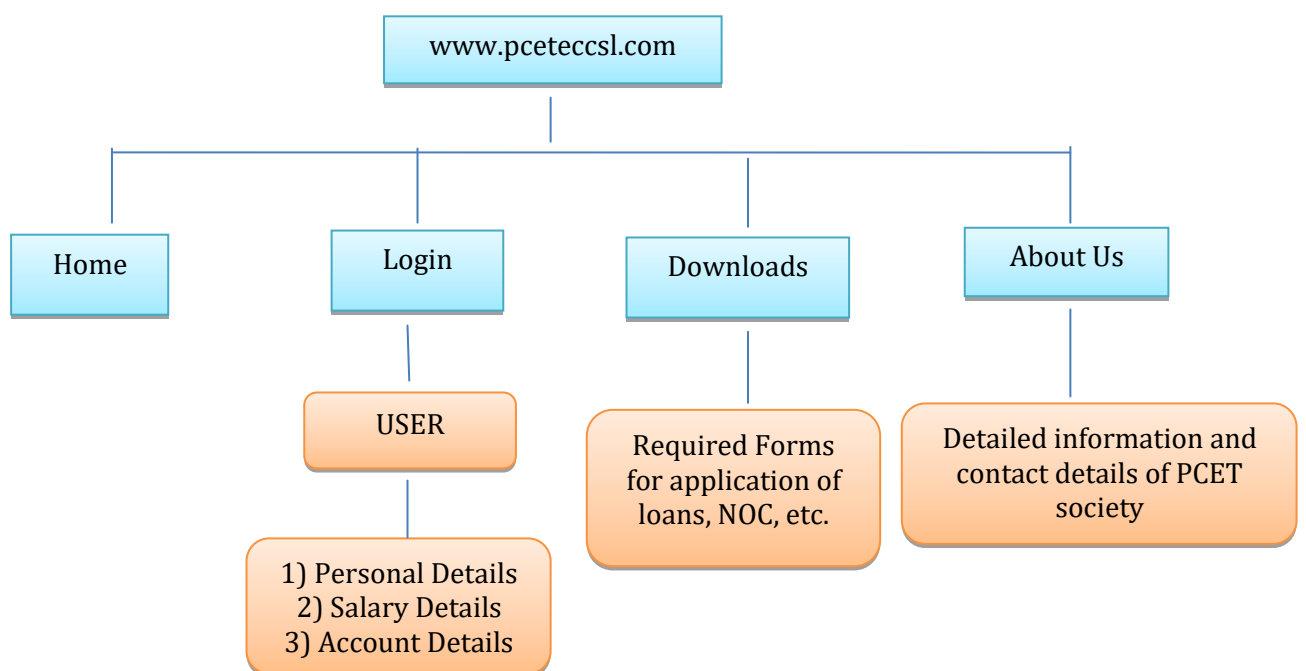 www.pceteccsl.com
Home
Login
Downloads
About Us
USER
Required Forms
for application of
loans, NOC, etc.
Detailed information and
contact details of PCET
society
1) Personal Details
2) Salary Details
3) Account Details